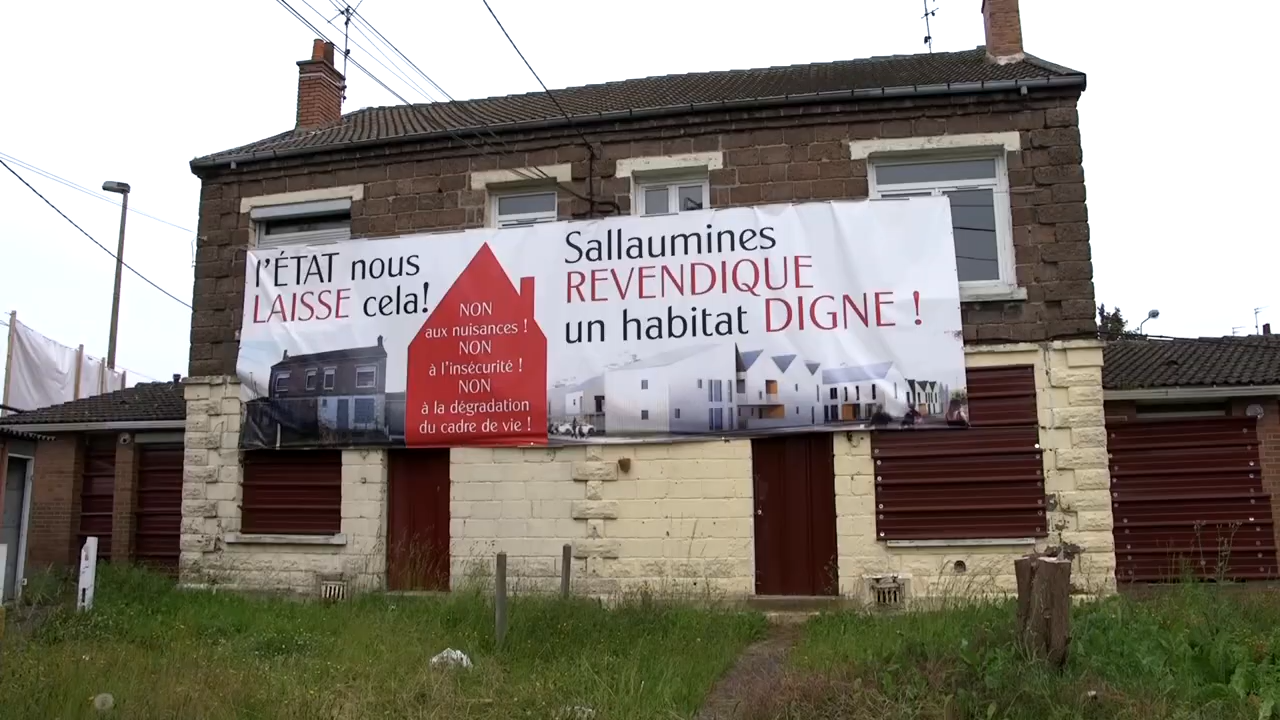 l'ÉTAT nous
LAISSE cela!
NON
aux nuisances !
NON
à l'insécurité !
NON
à la dégradation
du cadre de vie !
Sallaumines
REVENDIQUE
un habitat DIGNE !